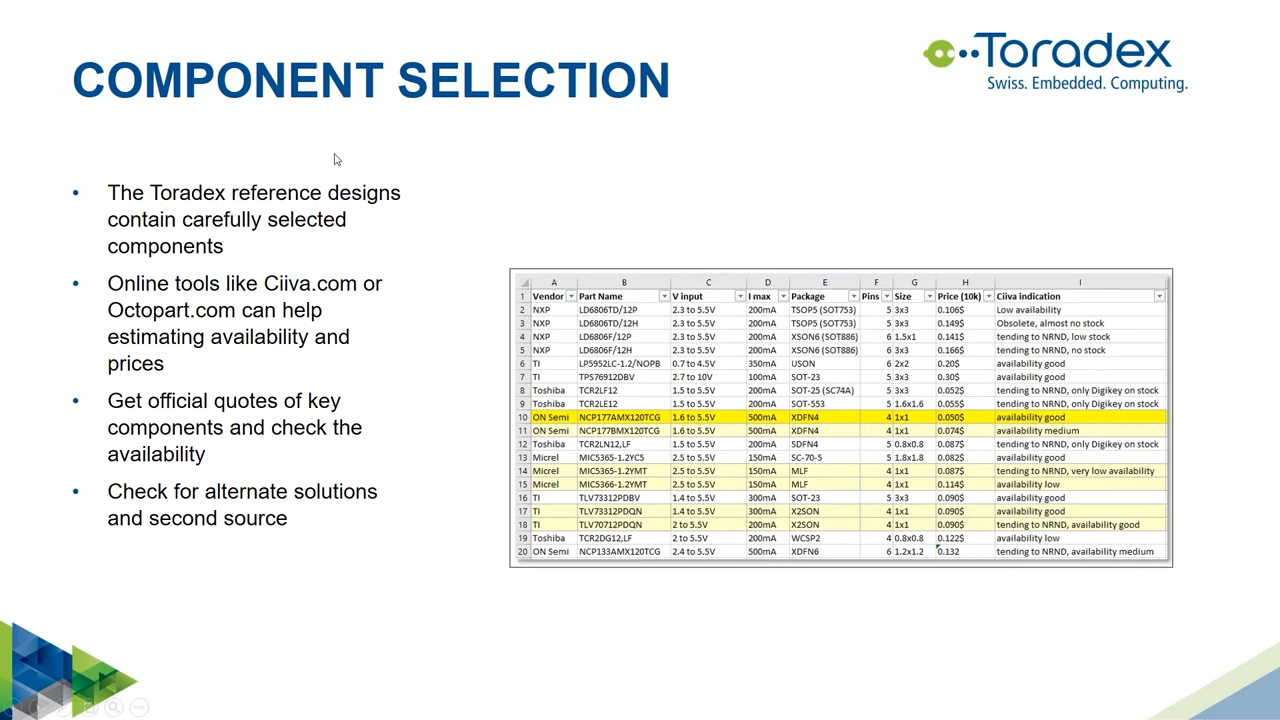 COMPONENT SELECTION
Toradex
Swiss. Embedded. Computing.
• The Toradex reference designs
contain carefully selected
components
• Online tools like Ciiva.com or
Octopart.com can help
estimating availability and
prices
• Get official quotes of key
components and check the
availability
• Check for alternate solutions
and second source
A B C D E F G H I
1 Vendor Part Name V input I max Package Pins Size Price (10k) Ciiva indication
2 NXP LD6806TD/12P 2.3 to 5.5V 200mA TSOP5 (SOT753) 5 3x3 0.106$ Low availability
3 NXP LD6806TD/12H 2.3 to 5.5V 200mA TSOP5 (SOT753) 5 3x3 0.149$ Obsolete, almost no stock
4 NXP LD6806F/12P 2.3 to 5.5V 200mA XSON6 (SOT886) 6 1.5x1 0.141$ tending to NRND, low stock
5 NXP LD6806F/12H 2.3 to 5.5V 200mA XSON6 (SOT886) 6 3x3 0.166$ tending to NRND, no stock
6 TI LP5952LC-1.2/NOPB 0.7 to 4.5V 350mA USON 6 2x2 0.20$ availability good
7 TI TPS76912DBV 2.7 to 10V 100mA SOT-23 5 3x3 0.30$ availability good
8 Toshiba TCR2LF12 1.5 to 5.5V 200mA SOT-25 (SC74A) 5 3x3 0.052$ tending to NRND, only Digikey on stock
9 Toshiba TCR2LE12 1.5 to 5.5V 200mA SOT-553 5 1.6x1.6 0.055$ tending to NRND, only Digikey on stock
10 ON Semi NCP177AMX120TCG 1.6 to 5.5V 500mA XDFN4 4 1x1 0.050$ availability good
11 ON Semi NCP177BMX120TCG 1.6 to 5.5V 500mA XDFN4 4 1x1 0.074$ availability medium
12 Toshiba TCR2LN12,LF 1.5 to 5.5V 200mA SDFN4 4 0.8x0.8 0.087$ tending to NRND, only Digikey on stock
13 Micrel MIC5365-1.2YC5 2.5 to 5.5V 150mA SC-70-5 5 1.8x1.8 0.082$ availability good
14 Micrel MIC5365-1.2YMT 2.5 to 5.5V 150mA MLF 4 1x1 0.087$ tending to NRND, very low availability
15 Micrel MIC5366-1.2YMT 2.5 to 5.5V 150mA MLF 4 1x1 0.114$ availability low
16 TI TLV73312PDBV 1.4 to 5.5V 300mA SOT-23 5 3x3 0.090$ availability good
17 TI TLV73312PDQN 1.4 to 5.5V 300mA X2SON 4 1x1 0.090$ availability good
18 TI TLV70712PDQN 2 to 5.5V 200mA X2SON 4 1x1 0.090$ tending to NRND, availability good
19 Toshiba TCR2DG12,LF 2 to 5.5V 200mA WCSP2 4 0.8x0.8 0.122$ availability low
20 ON Semi NCP133AMX120TCG 2.4 to 5.5V 500mA XDFN6 6 1.2x1.2 0.132 tending to NRND, availability medium